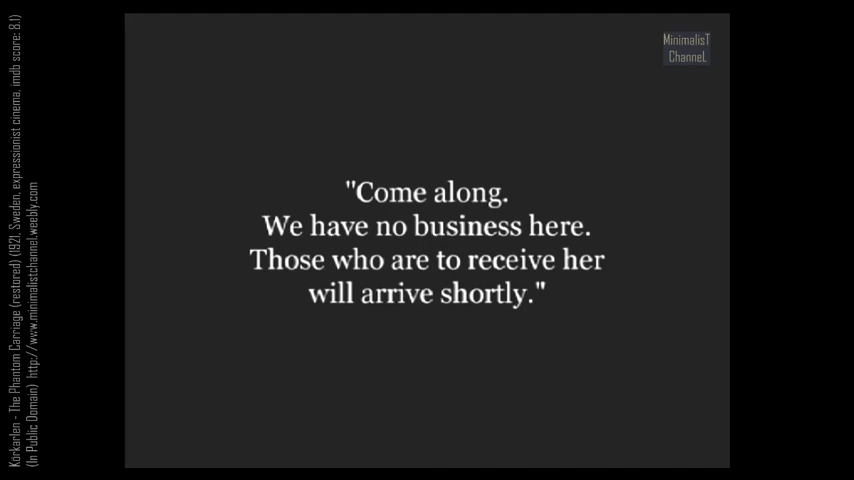 MinimalisT
ChanneL
"Come along.
We have no business here.
Those who are to receive her
will arrive shortly."
Körkarlen - The Phantom Carriage (restored) (1921, Sweden, expressionist cinema, imdb score: 8.1)
(In Public Domain) http://www.minimalistchannel.weebly.com